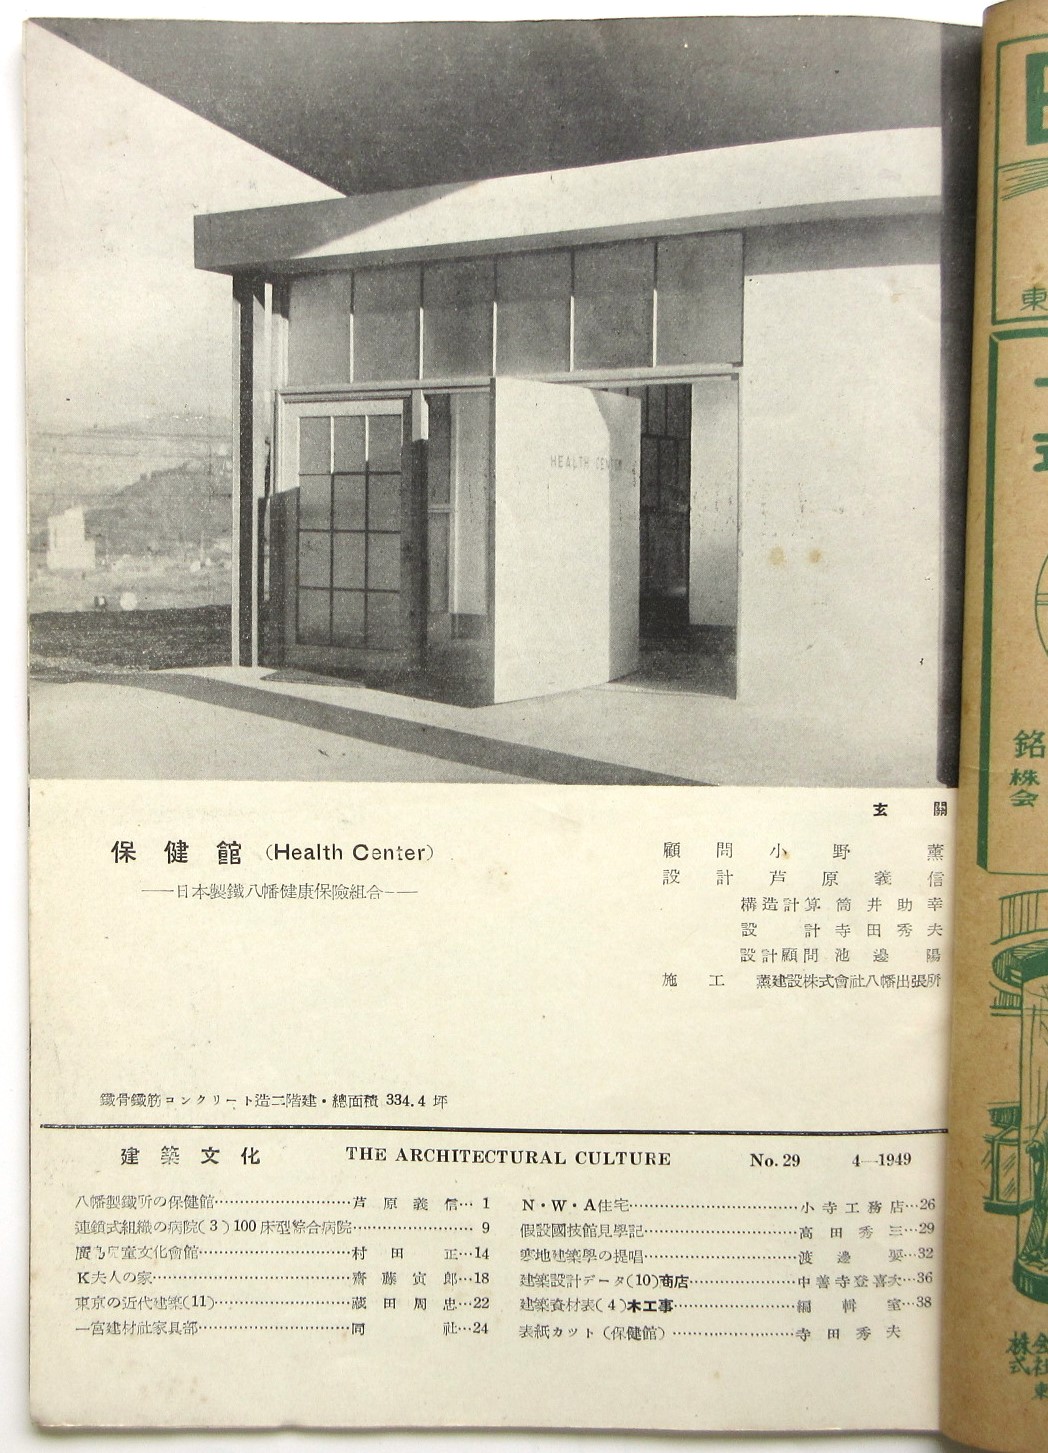 HEALTH CENTER
玄關
保健館 (Health Center)
──日本製鐵八幡健康保險組合──
顧問 小野薰
設計 芦原義信
構造計算 筒井助幸
設計 寺田秀夫
設計顧問 池邊陽
施工 薰建設株式會社八幡出張所
鐵骨鐵筋コンクリート造二階建・總面積 334.4 坪
建築文化 THE ARCHITECTURAL CULTURE No. 29 4—1949
八幡製鐵所の保健館……芦原義信…1
連鎖式組織の病院(3)100床型綜合病院……9
兒童文化會館……村田正…14
K夫人の家……齋藤寅郎…18
東京の近代建築(11)……藏田周忠…22
一宮建材社家具部……同社…24
N・W・A住宅……小寺工務店…26
假設國技館見學記……高田秀三…29
寒地建築學の提唱……渡邊要…32
建築設計データ(10)商店……中善寺登喜次…36
建築資材表(4)木工事……編輯室…38
表紙カット(保健館)……寺田秀夫
東
銘
株
会
株会
式社
東